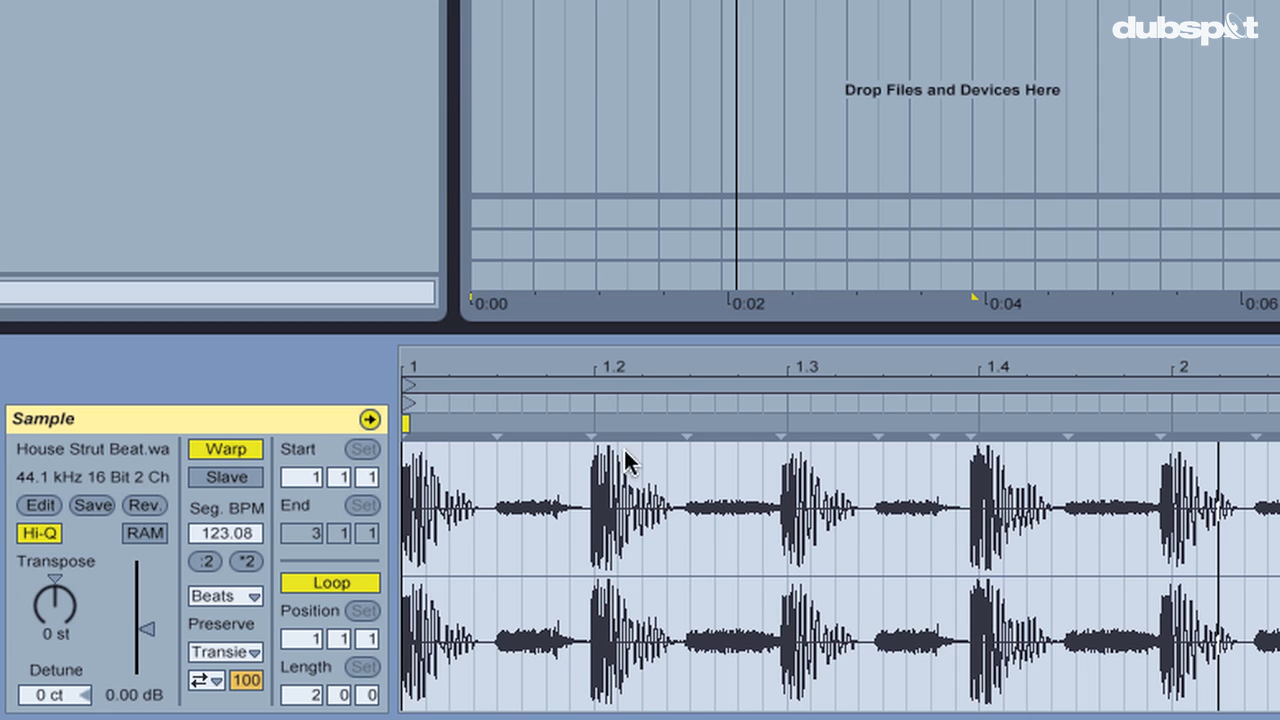 dubspot
Drop Files and Devices Here
0:00 0:02 0:04 0:06
1 1.2 1.3 1.4 2
Sample
House Strut Beat.wa
44.1 kHz 16 Bit 2 Ch
Edit Save Rev.
Hi-Q RAM
Transpose
0 st
Detune
0 ct 0.00 dB
Warp
Slave
Seg. BPM
123.08
:2 *2
Beats
Preserve
Transie
100
Start Set
1 1 1
End Set
3 1 1
Loop
Position Set
1 1 1
Length Set
2 0 0